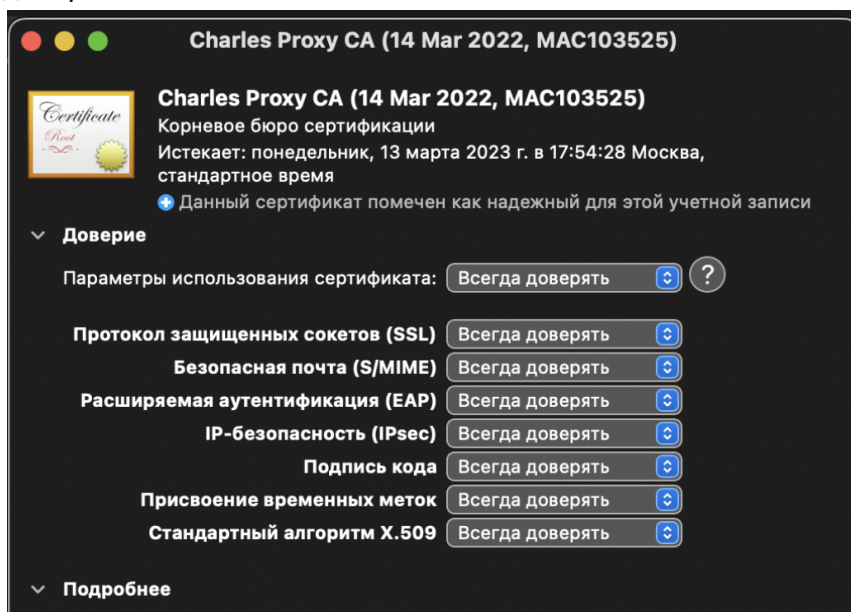 Charles Proxy CA (14 Mar 2022, MAC103525)
Certificate
Root
Charles Proxy CA (14 Mar 2022, MAC103525)
Корневое бюро сертификации
Истекает: понедельник, 13 марта 2023 г. в 17:54:28 Москва,
стандартное время
Данный сертификат помечен как надежный для этой учетной записи
Доверие
Параметры использования сертификата: Всегда доверять ?
Протокол защищенных сокетов (SSL) Всегда доверять
Безопасная почта (S/MIME) Всегда доверять
Расширяемая аутентификация (EAP) Всегда доверять
IP-безопасность (IPsec) Всегда доверять
Подпись кода Всегда доверять
Присвоение временных меток Всегда доверять
Стандартный алгоритм X.509 Всегда доверять
Подробнее